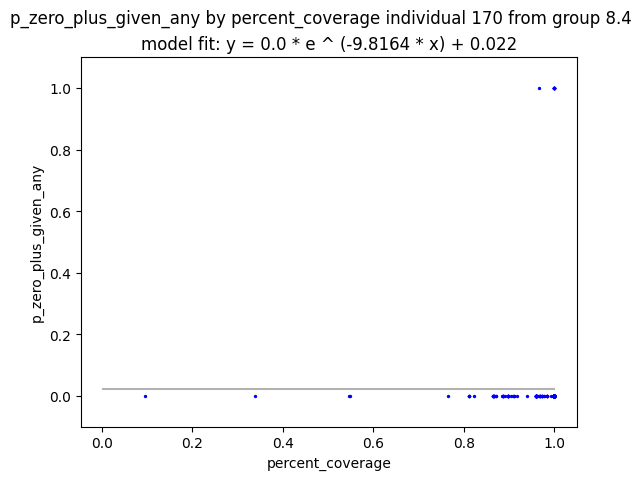 p_zero_plus_given_any by percent_coverage individual 170 from group 8.4
model fit: y = 0.0 * e ^ (-9.8164 * x) + 0.022
1.0
0.8
0.6
0.4
0.2
0.0
p_zero_plus_given_any
0.0 0.2 0.4 0.6 0.8 1.0
percent_coverage